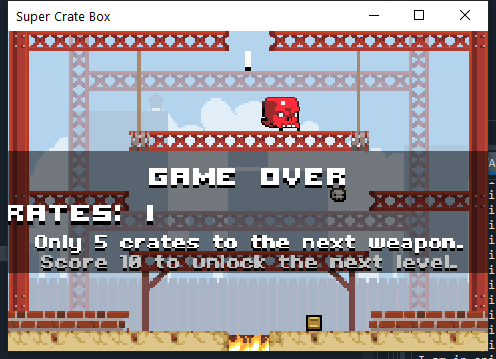 Super Crate Box
1
GAME OVER
RATES: 1
Only 5 crates to the next weapon.
Score 10 to unlock the next level.